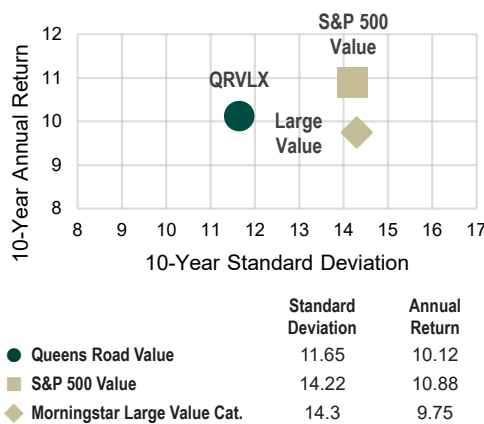 S&P 500
Value
QRVLX
Large
Value
10-Year Annual Return
12
11
10
9
8
8 9 10 11 12 13 14 15 16 17
10-Year Standard Deviation
Standard Annual
Deviation Return
Queens Road Value 11.65 10.12
S&P 500 Value 14.22 10.88
Morningstar Large Value Cat. 14.3 9.75